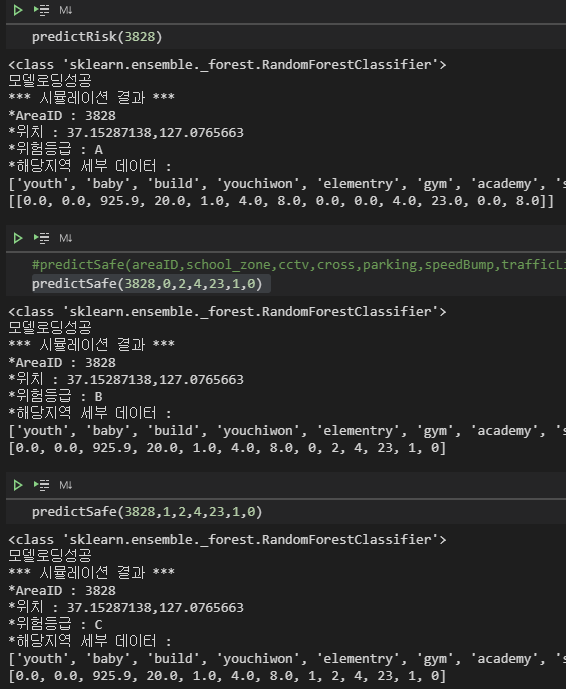 M↓
predictRisk(3828)
<class 'sklearn.ensemble._forest.RandomForestClassifier'>
모델로딩성공
*** 시뮬레이션 결과 ***
*AreaID : 3828
*위치 : 37.15287138,127.0765663
*위험등급 : A
*해당지역 세부 데이터 :
['youth', 'baby', 'build', 'youchiwon', 'elementry', 'gym', 'academy', 's
[[0.0, 0.0, 925.9, 20.0, 1.0, 4.0, 8.0, 0.0, 0.0, 4.0, 23.0, 0.0, 8.0]]
M↓
#predictSafe(areaID,school_zone,cctv,cross,parking,speedBump,trafficLi
predictSafe(3828,0,2,4,23,1,0)
<class 'sklearn.ensemble._forest.RandomForestClassifier'>
모델로딩성공
*** 시뮬레이션 결과 ***
*AreaID : 3828
*위치 : 37.15287138,127.0765663
*위험등급 : B
*해당지역 세부 데이터 :
['youth', 'baby', 'build', 'youchiwon', 'elementry', 'gym', 'academy', 's
[0.0, 0.0, 925.9, 20.0, 1.0, 4.0, 8.0, 0, 2, 4, 23, 1, 0]
M↓
predictSafe(3828,1,2,4,23,1,0)
<class 'sklearn.ensemble._forest.RandomForestClassifier'>
모델로딩성공
*** 시뮬레이션 결과 ***
*AreaID : 3828
*위치 : 37.15287138,127.0765663
*위험등급 : C
*해당지역 세부 데이터 :
['youth', 'baby', 'build', 'youchiwon', 'elementry', 'gym', 'academy', 's
[0.0, 0.0, 925.9, 20.0, 1.0, 4.0, 8.0, 1, 2, 4, 23, 1, 0]